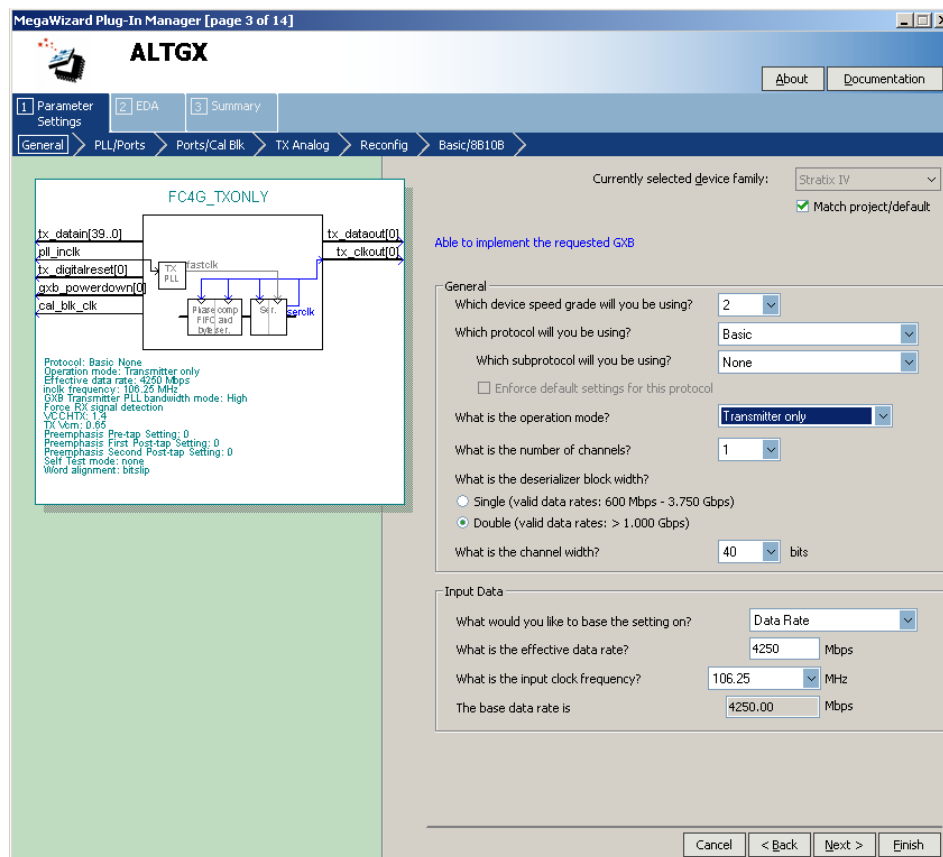 MegaWizard Plug-In Manager [page 3 of 14]
ALTGX
About
Documentation
1 Parameter Settings
2 EDA
3 Summary
General
PLL/Ports
Ports/Cal Blk
TX Analog
Reconfig
Basic/8B10B
Currently selected device family:
Stratix IV
Match project/default
FC4G_TXONLY
tx_datain[39..0]
pll_inclk
tx_digitalreset[0]
gxb_powerdown[0]
cal_blk_clk
tx_dataout[0]
tx_clkout[0]
TX
PLL
fastclk
Phase comp
FIFO and
byte ser.
Ser.
serclk
Protocol: Basic None
Operation mode: Transmitter only
Effective data rate: 4250 Mbps
inclk frequency: 106.25 MHz
GXB Transmitter PLL bandwidth mode: High
Force RX signal detection
VCCHTX: 1.4
TX Vcm: 0.65
Preemphasis Pre-tap Setting: 0
Preemphasis First Post-tap Setting: 0
Preemphasis Second Post-tap Setting: 0
Self Test mode: none
Word alignment: bitslip
Able to implement the requested GXB
General
Which device speed grade will you be using?
2
Which protocol will you be using?
Basic
Which subprotocol will you be using?
None
Enforce default settings for this protocol
What is the operation mode?
Transmitter only
What is the number of channels?
1
What is the deserializer block width?
Single (valid data rates: 600 Mbps - 3.750 Gbps)
Double (valid data rates: > 1.000 Gbps)
What is the channel width?
40 bits
Input Data
What would you like to base the setting on?
Data Rate
What is the effective data rate?
4250 Mbps
What is the input clock frequency?
106.25 MHz
The base data rate is
4250.00 Mbps
Cancel
< Back
Next >
Finish